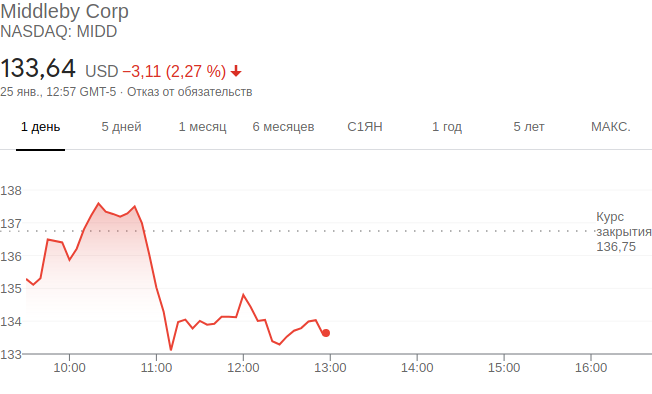 Middleby Corp
NASDAQ: MIDD
133,64 USD −3,11 (2,27 %)
25 янв., 12:57 GMT-5 · Отказ от обязательств
1 день 5 дней 1 месяц 6 месяцев С1ЯН 1 год 5 лет МАКС.
138
137
136
135
134
133
Курс
закрытия
136,75
10:00 11:00 12:00 13:00 14:00 15:00 16:00